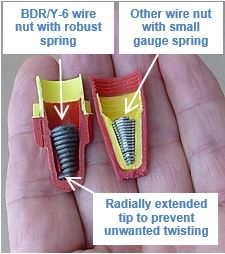 BDR/Y-6 wire
nut with robust
spring
Other wire nut
with small
gauge spring
Radially extended
tip to prevent
unwanted twisting